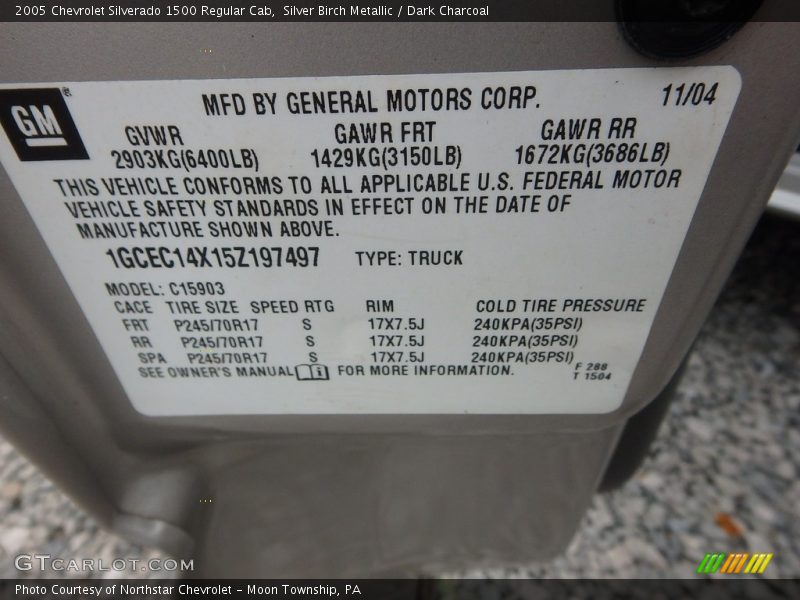 2005 Chevrolet Silverado 1500 Regular Cab,  Silver Birch Metallic / Dark Charcoal
GM
MFD BY GENERAL MOTORS CORP. 11/04
GVWR GAWR FRT GAWR RR
2903KG(6400LB) 1429KG(3150LB) 1672KG(3686LB)
THIS VEHICLE CONFORMS TO ALL APPLICABLE U.S. FEDERAL MOTOR
VEHICLE SAFETY STANDARDS IN EFFECT ON THE DATE OF
MANUFACTURE SHOWN ABOVE.
1GCEC14X15Z197497 TYPE: TRUCK
MODEL: C15903
CACE TIRE SIZE SPEED RTG RIM COLD TIRE PRESSURE
FRT P245/70R17 S 17X7.5J 240KPA(35PSI)
RR P245/70R17 S 17X7.5J 240KPA(35PSI)
SPA P245/70R17 S 17X7.5J 240KPA(35PSI)
SEE OWNER'S MANUAL FOR MORE INFORMATION.
F 288
T 1504
GTCarLot.com
Photo Courtesy of Northstar Chevrolet – Moon Township, PA